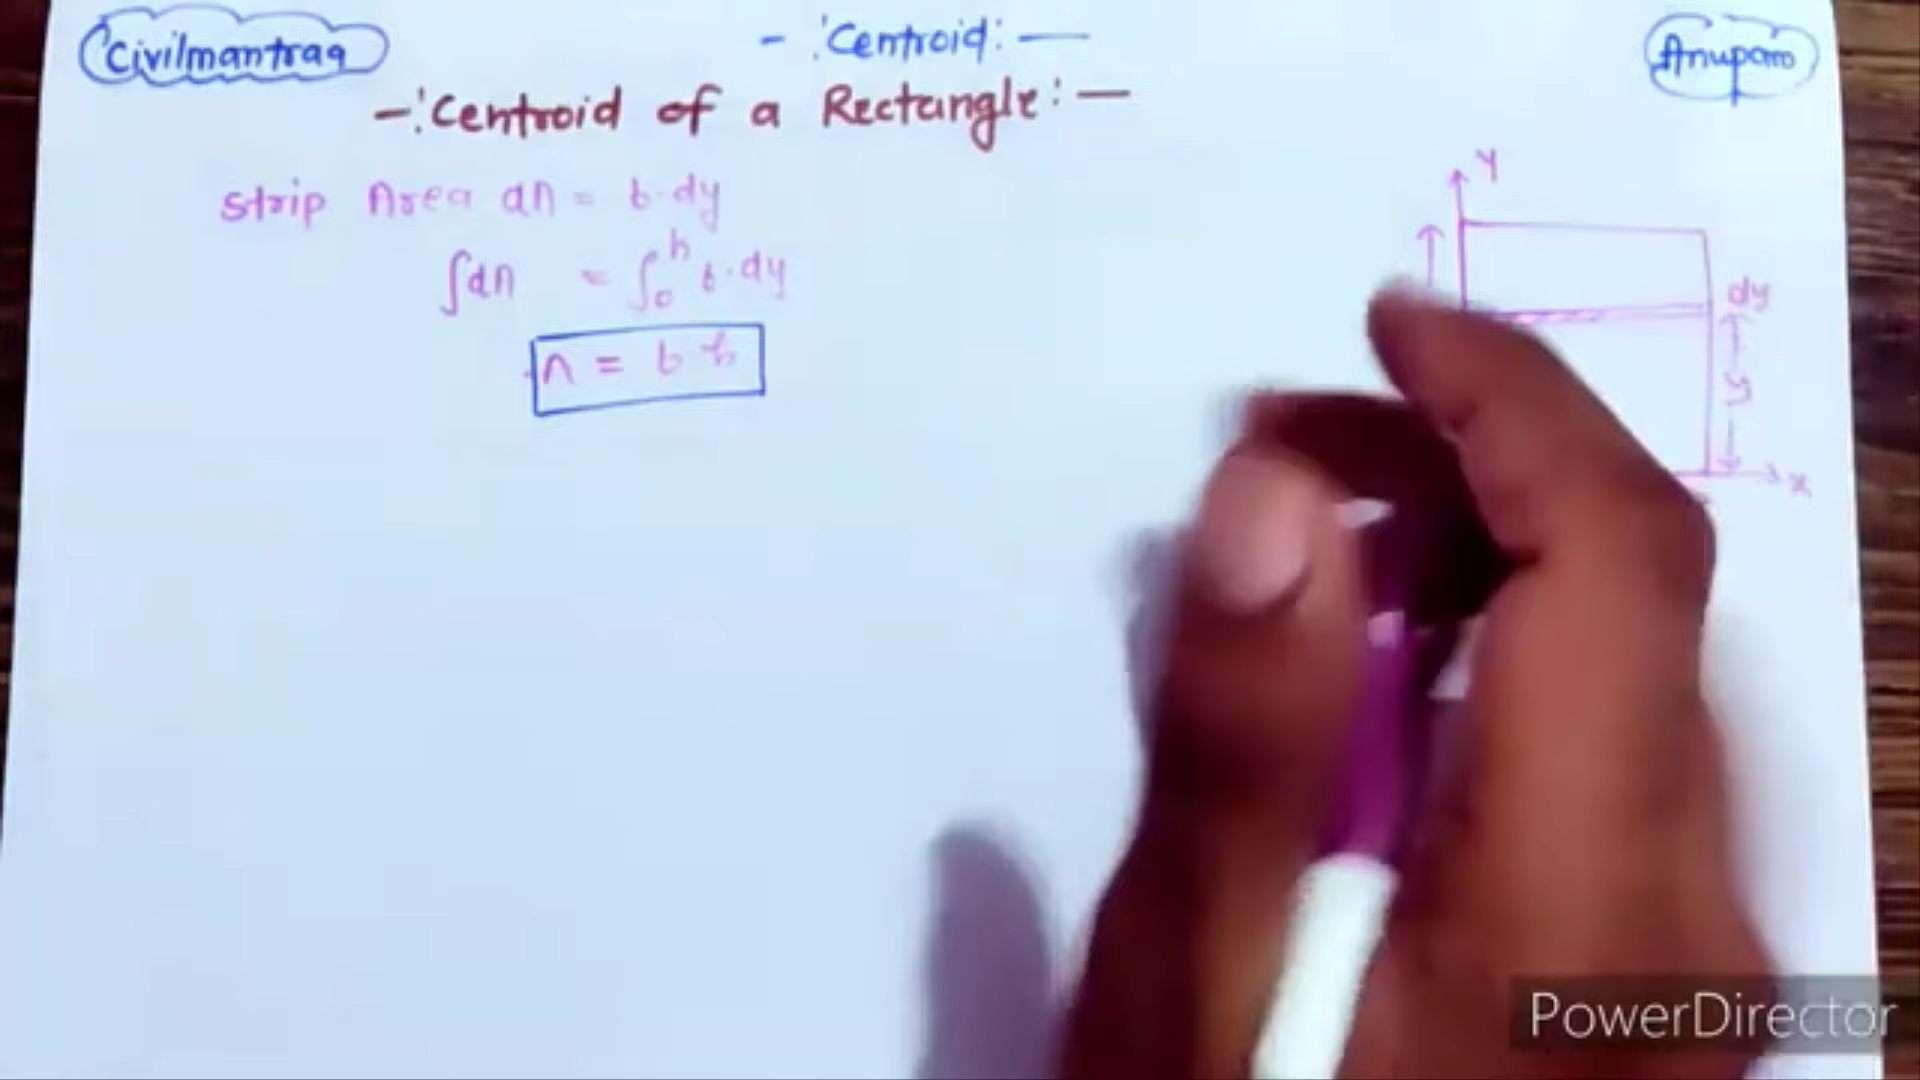 Civilmantraa
-:Centroid:—
Anupam
-:Centroid of a Rectangle:—
Strip Area dA = b·dy
∫dA = ∫₀ʰ b·dy
A = b h
Y
dy
y
x
PowerDirector